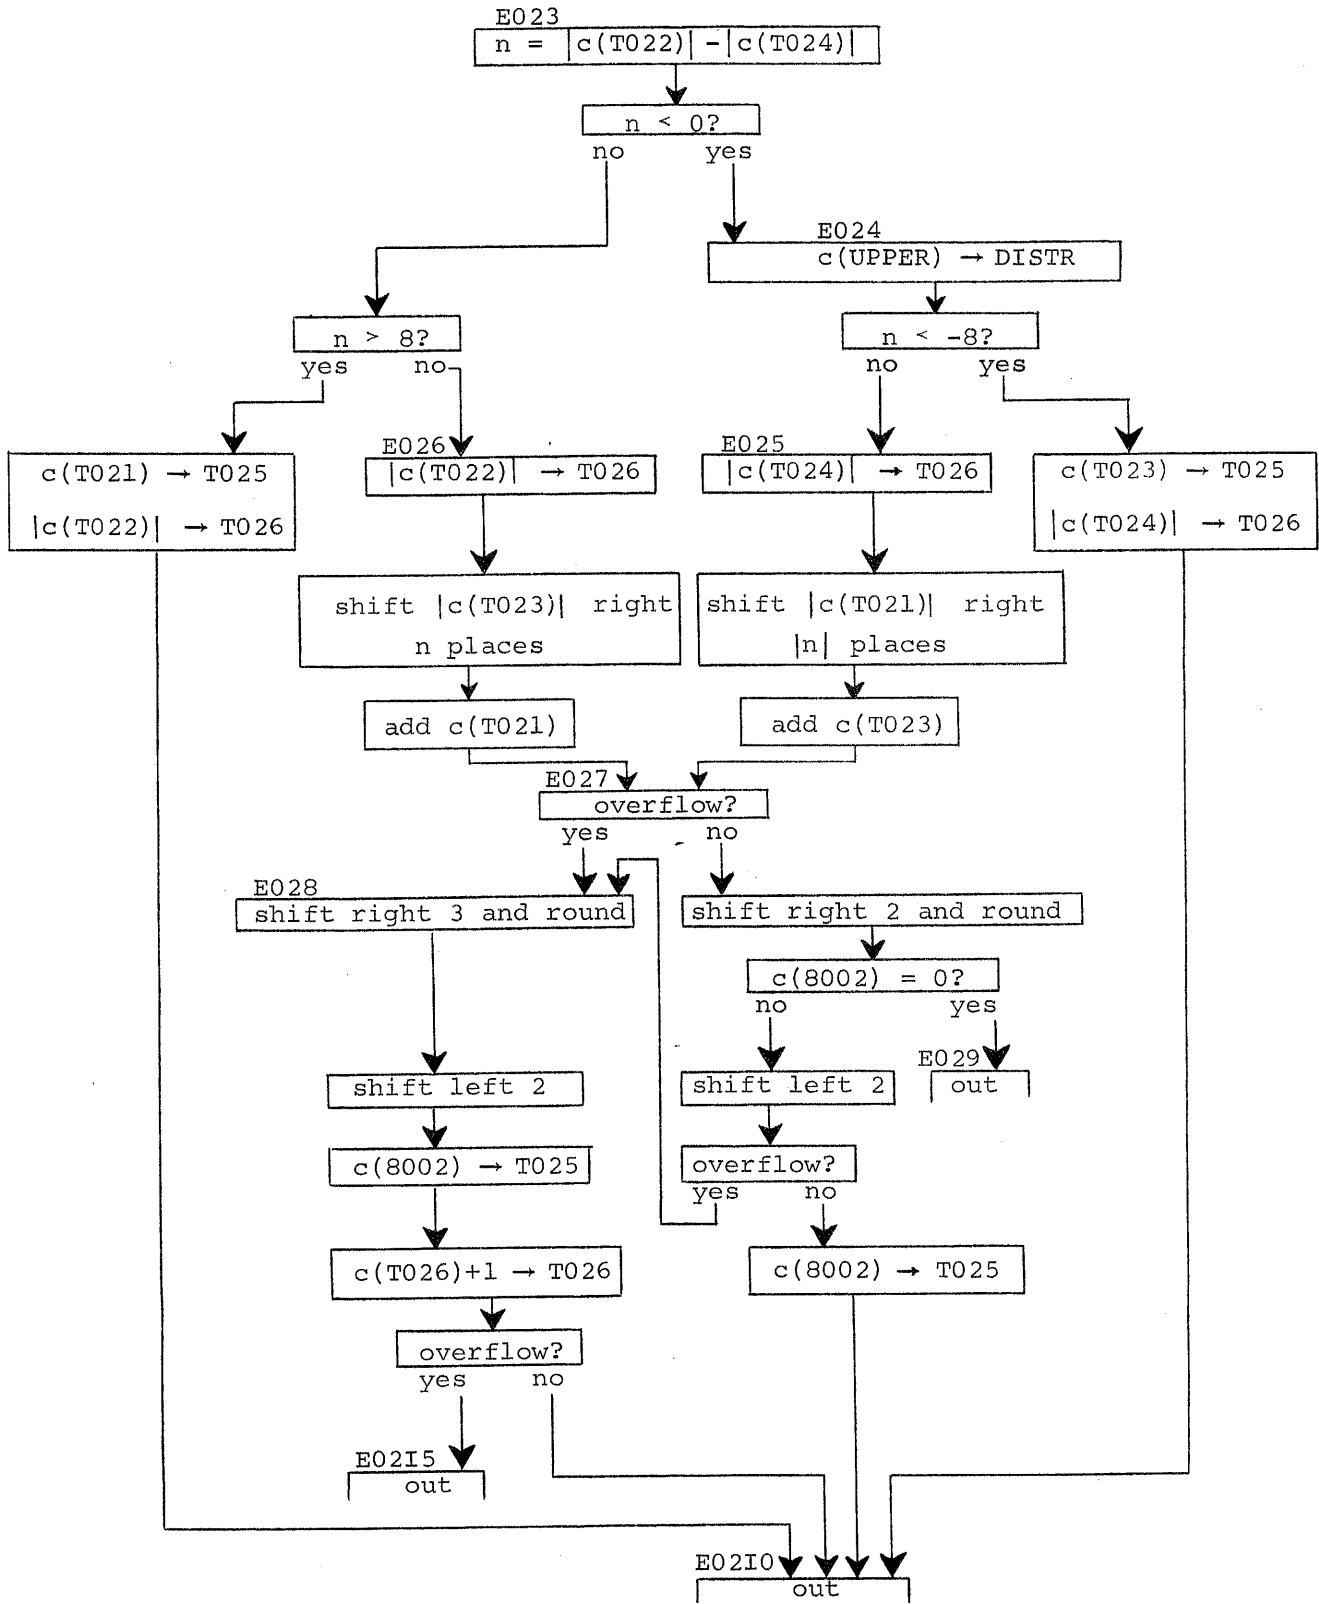 E023
n = |c(T022)| - |c(T024)|
n < 0?
no yes
E024
c(UPPER) → DISTR
n > 8?
yes no
n < -8?
no yes
c(T021) → T025
|c(T022)| → T026
E026
|c(T022)| → T026
E025
|c(T024)| → T026
c(T023) → T025
|c(T024)| → T026
shift |c(T023)| right
n places
shift |c(T021)| right
|n| places
add c(T021)
add c(T023)
E027
overflow?
yes no
E028
shift right 3 and round
shift right 2 and round
c(8002) = 0?
no yes
E029
out
shift left 2
shift left 2
c(8002) → T025
overflow?
yes no
c(T026)+1 → T026
c(8002) → T025
overflow?
yes no
E02I5
out
E02I0
out